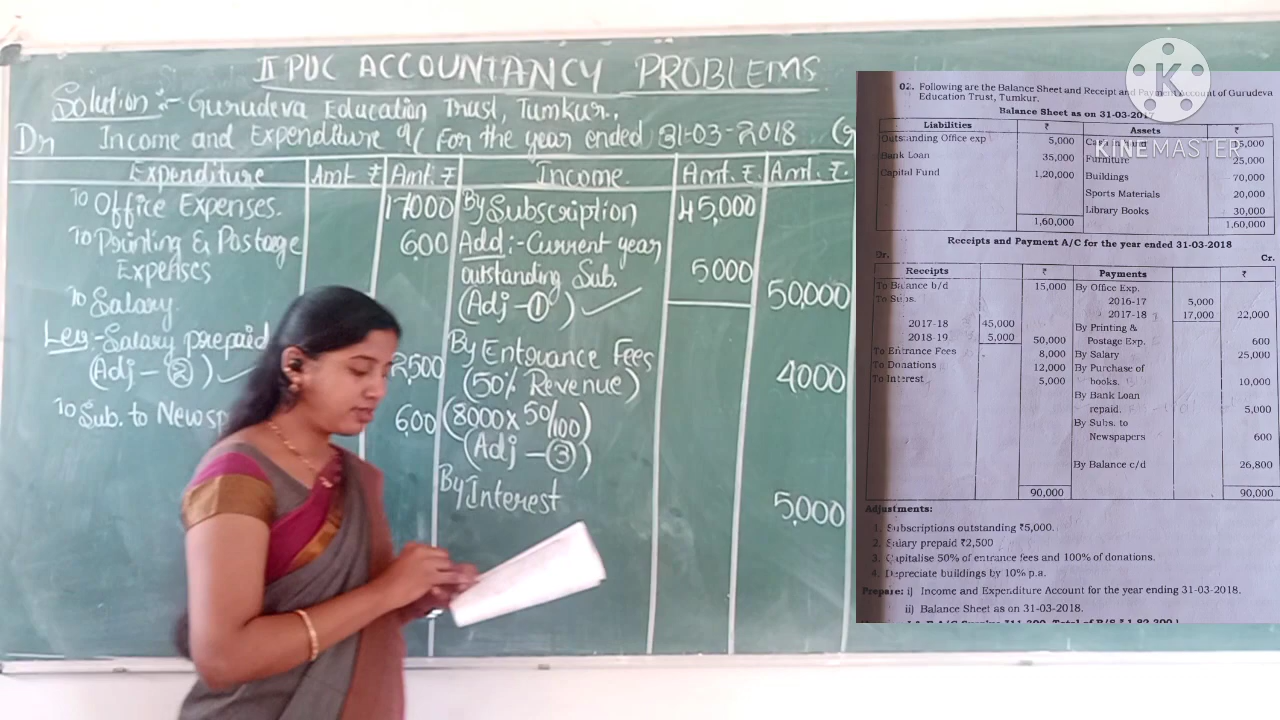 II PUC ACCOUNTANCY PROBLEMS.
Solution:- Gurudeva Education Trust, Tumkur.,
Dr Income and Expenditure a/c For the year ended 31-03-2018 Cr
Expenditure Amt ₹ Amt. ₹ Income. Amt. ₹. Amt. ₹.
To Office Expenses. 17000 By Subscription 45,000
To Printing & Postage 600 Add:- Current year
Expenses outstanding Sub. 5000
To Salary. (Adj-①) 50,000
Less:- Salary prepaid By Entrance Fees
(Adj-②) 2,500 (50% Revenue) 4000
To Sub. to Newsp 600 (8000 x 50/100)
(Adj-③)
By Interest 5,000
K
KINEMASTER
02. Following are the Balance Sheet and Receipt and Payment Account of Gurudeva
Education Trust, Tumkur.
Balance Sheet as on 31-03-2017
Liabilities ₹ Assets ₹
Outstanding Office exp 5,000 15,000
Bank Loan 35,000 Furniture 25,000
Capital Fund 1,20,000 Buildings 70,000
Sports Materials 20,000
Library Books 30,000
1,60,000 1,60,000
Receipts and Payment A/C for the year ended 31-03-2018
Dr. Cr.
Receipts ₹ Payments ₹
To Balance b/d 15,000 By Office Exp.
To Subs. 2016-17 5,000
2017-18 17,000 22,000
2017-18 45,000 By Printing &
2018-19 5,000 50,000 Postage Exp. 600
To Entrance Fees 8,000 By Salary 25,000
To Donations 12,000 By Purchase of
To Interest 5,000 books. 10,000
By Bank Loan
repaid. 5,000
By Subs. to
Newspapers 600
By Balance c/d 26,800
90,000 90,000
Adjustments:
1. Subscriptions outstanding ₹5,000.
2. Salary prepaid ₹2,500
3. Capitalise 50% of entrance fees and 100% of donations.
4. Depreciate buildings by 10% p.a.
Prepare: i) Income and Expenditure Account for the year ending 31-03-2018.
ii) Balance Sheet as on 31-03-2018.